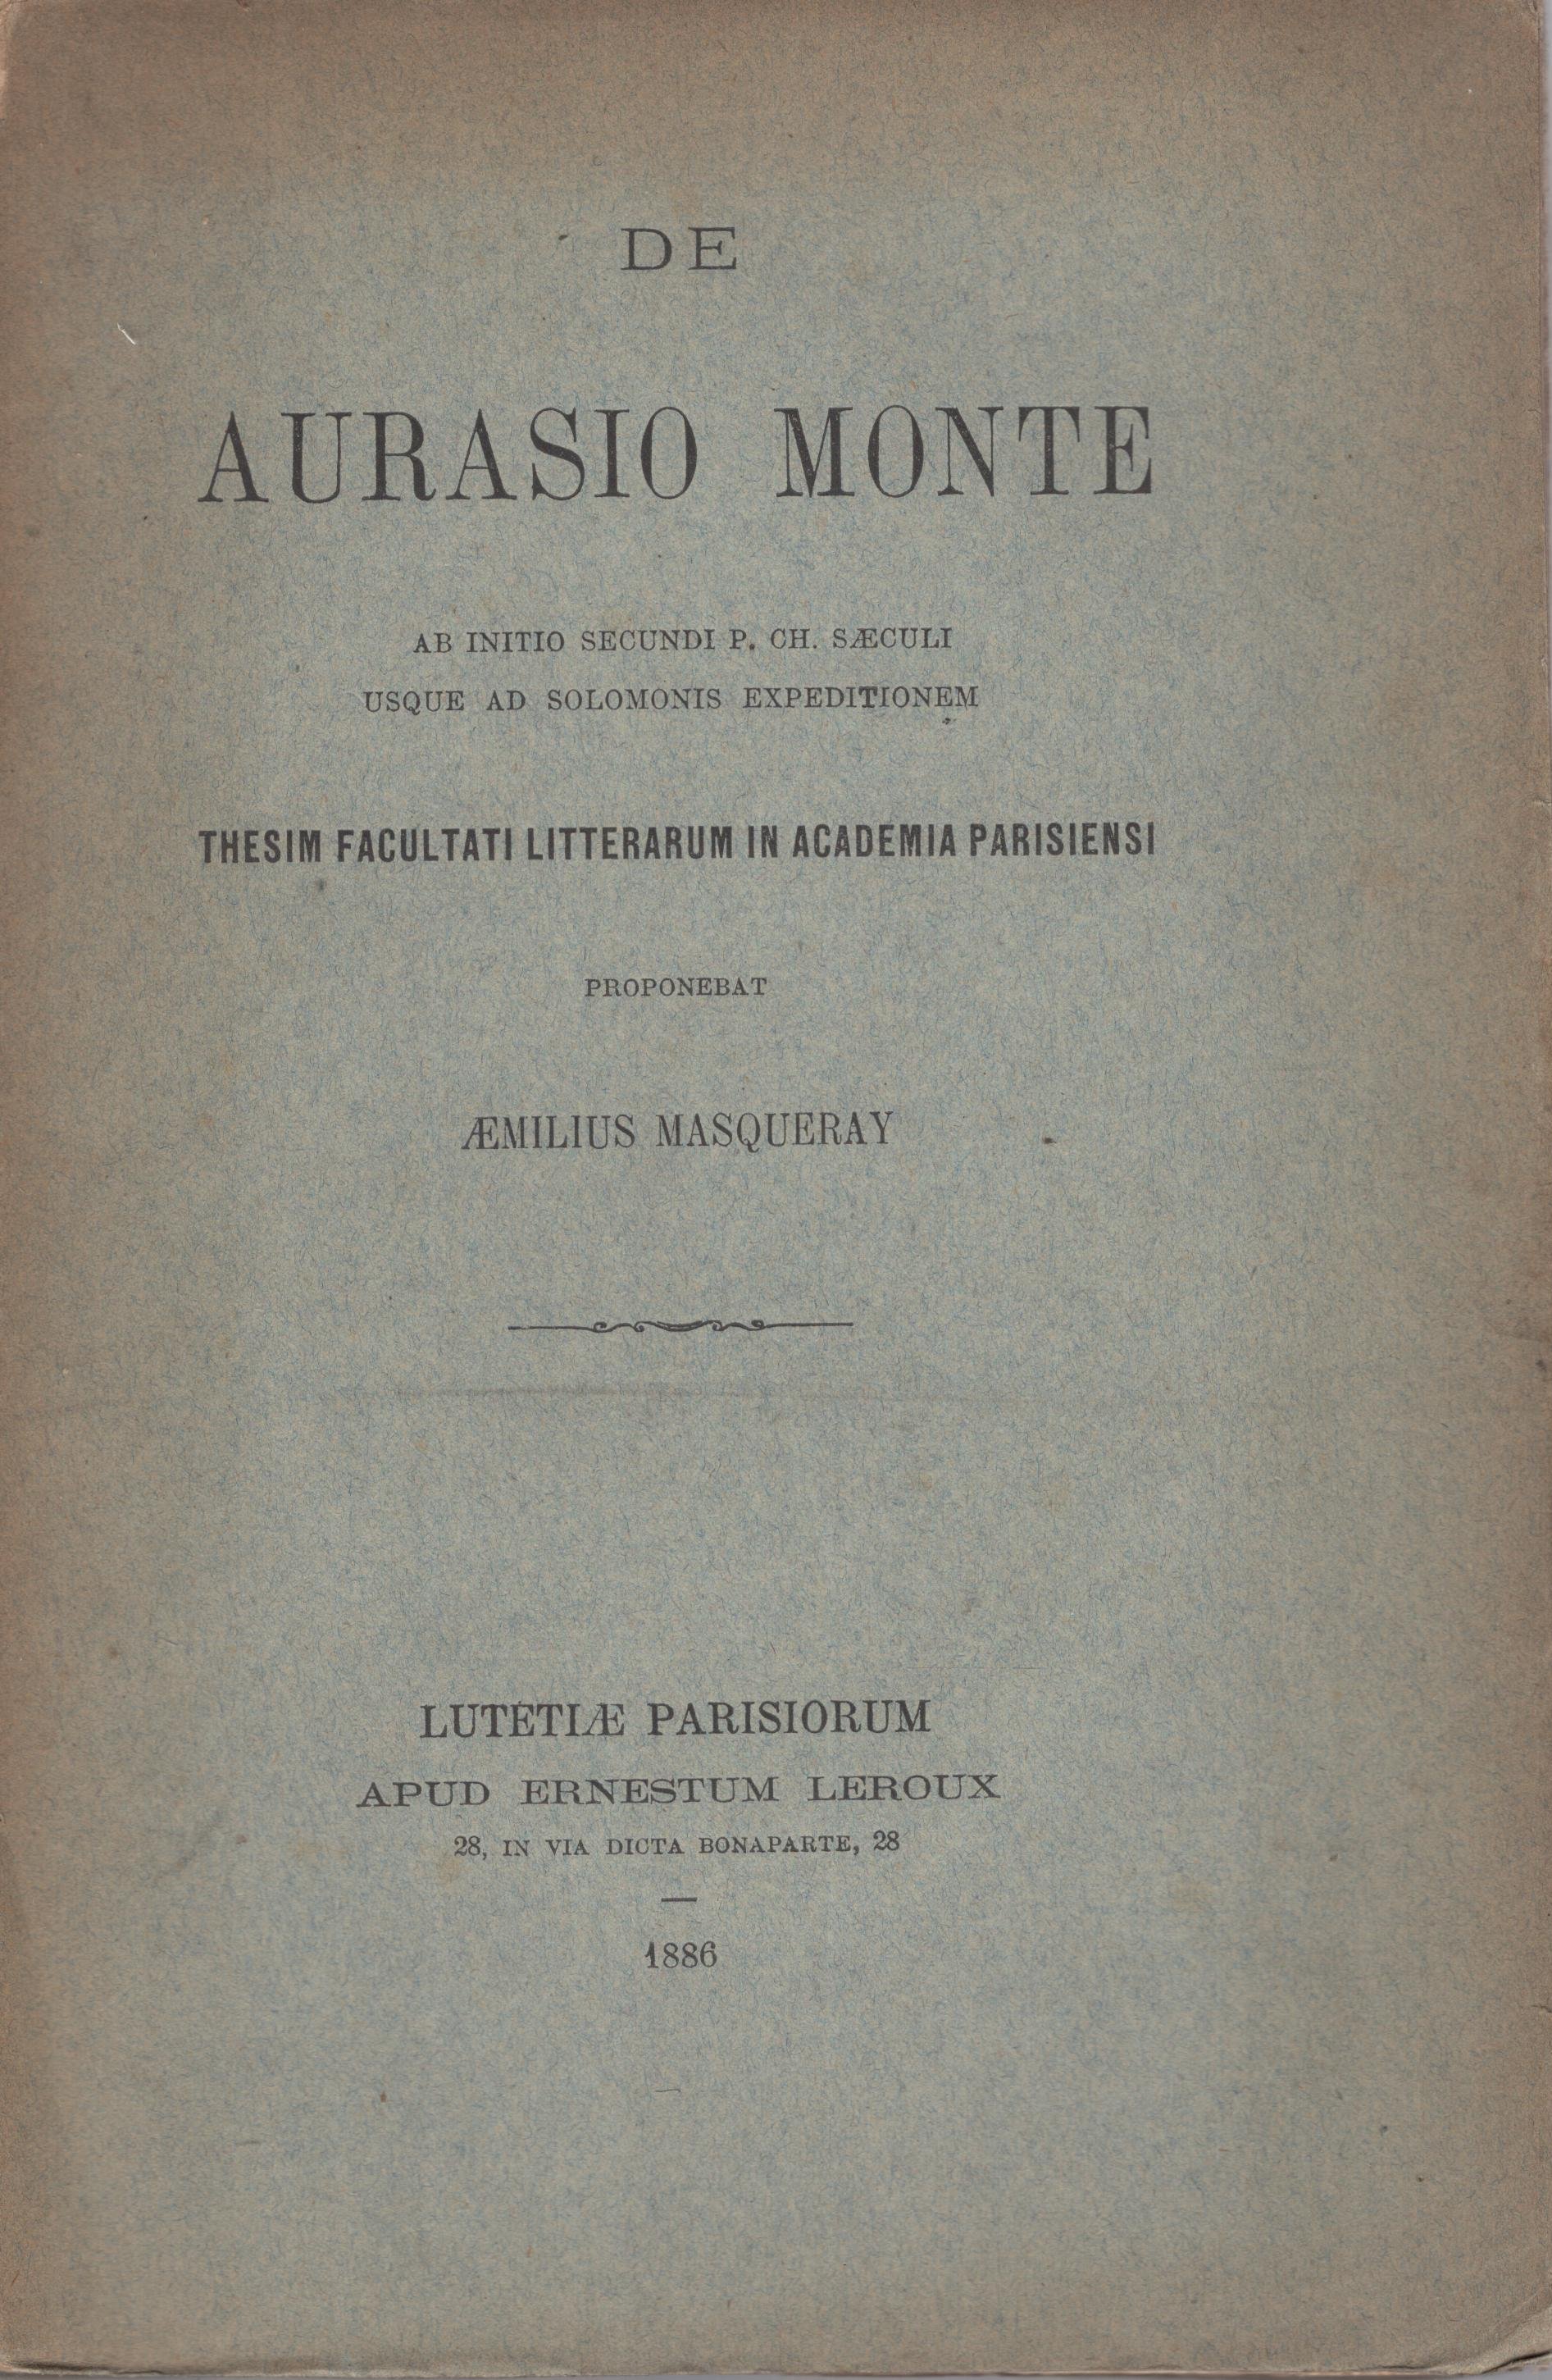 DE
AURASIO MONTE
AB INITIO SECUNDI P. CH. SÆCULI
USQUE AD SOLOMONIS EXPEDITIONEM
THESIM FACULTATI LITTERARUM IN ACADEMIA PARISIENSI
PROPONEBAT
ÆMILIUS MASQUERAY
LUTETIÆ PARISIORUM
APUD ERNESTUM LEROUX
28, IN VIA DICTA BONAPARTE, 28
1886